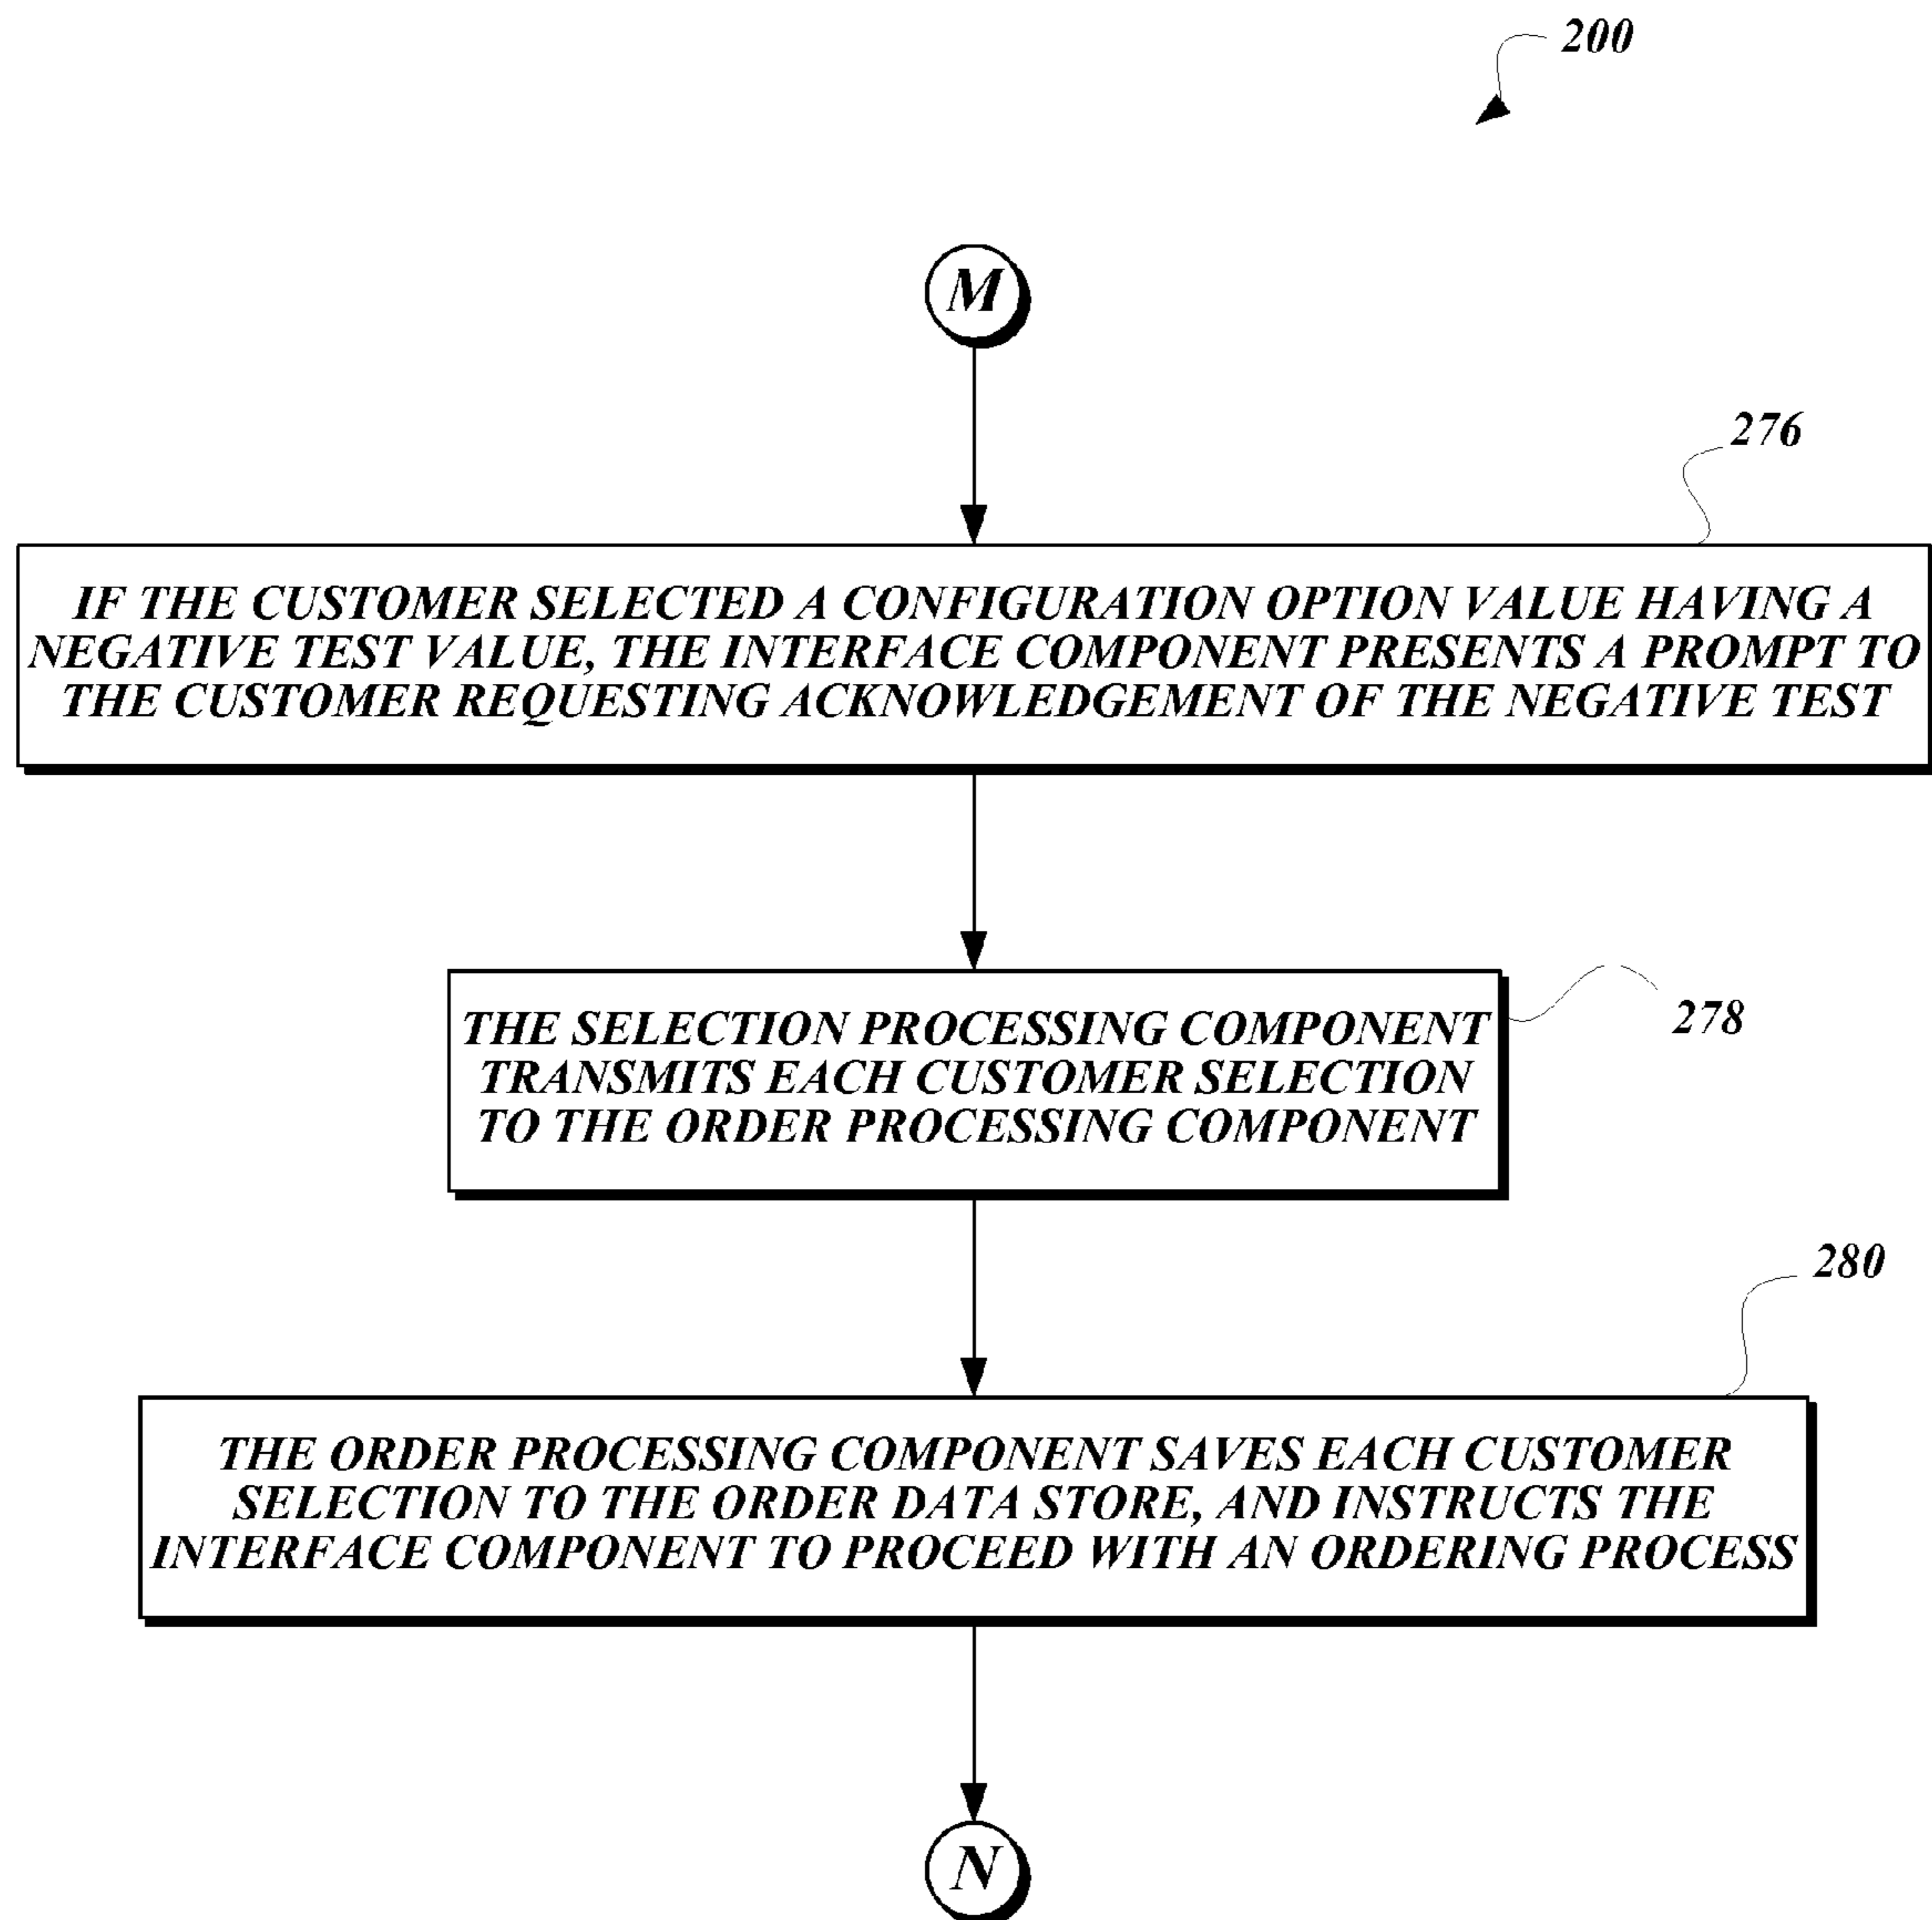 200
M
276
IF THE CUSTOMER SELECTED A CONFIGURATION OPTION VALUE HAVING A
NEGATIVE TEST VALUE, THE INTERFACE COMPONENT PRESENTS A PROMPT TO
THE CUSTOMER REQUESTING ACKNOWLEDGEMENT OF THE NEGATIVE TEST
278
THE SELECTION PROCESSING COMPONENT
TRANSMITS EACH CUSTOMER SELECTION
TO THE ORDER PROCESSING COMPONENT
280
THE ORDER PROCESSING COMPONENT SAVES EACH CUSTOMER
SELECTION TO THE ORDER DATA STORE, AND INSTRUCTS THE
INTERFACE COMPONENT TO PROCEED WITH AN ORDERING PROCESS
N